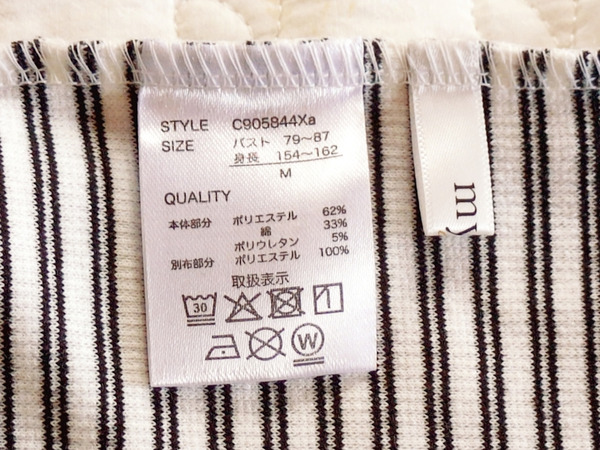 STYLE C905844Xa
SIZE バスト 79〜87
身長 154〜162
M
QUALITY
本体部分 ポリエステル 62%
綿 33%
ポリウレタン 5%
別布部分 ポリエステル 100%
取扱表示
30
W
my